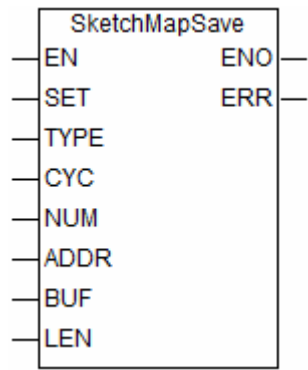 SketchMapSave
EN ENO
SET ERR
TYPE
CYC
NUM
ADDR
BUF
LEN